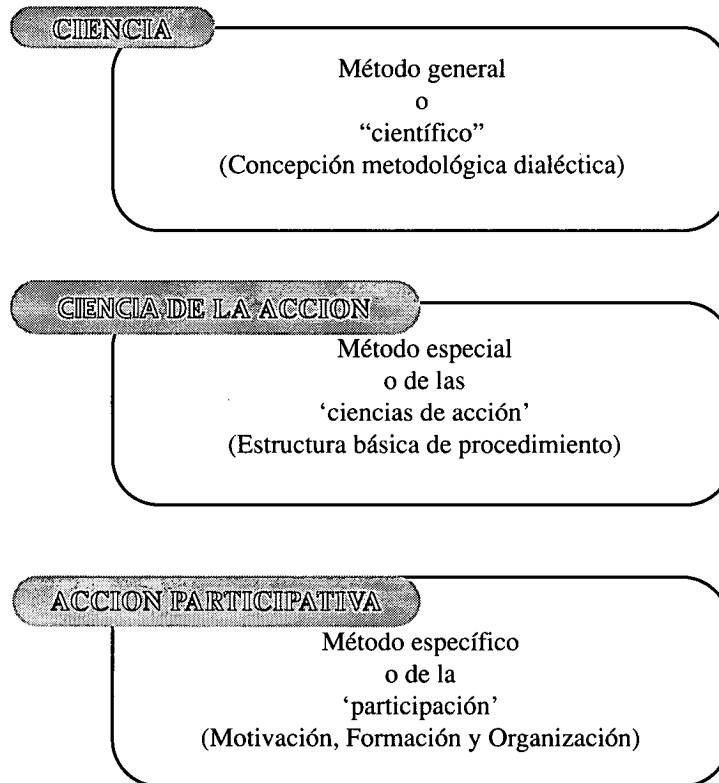 CIENCIA
Método general
o
“científico”
(Concepción metodológica dialéctica)
CIENCIA DE LA ACCION
Método especial
o de las
‘ciencias de acción’
(Estructura básica de procedimiento)
ACCION PARTICIPATIVA
Método específico
o de la
‘participación’
(Motivación, Formación y Organización)